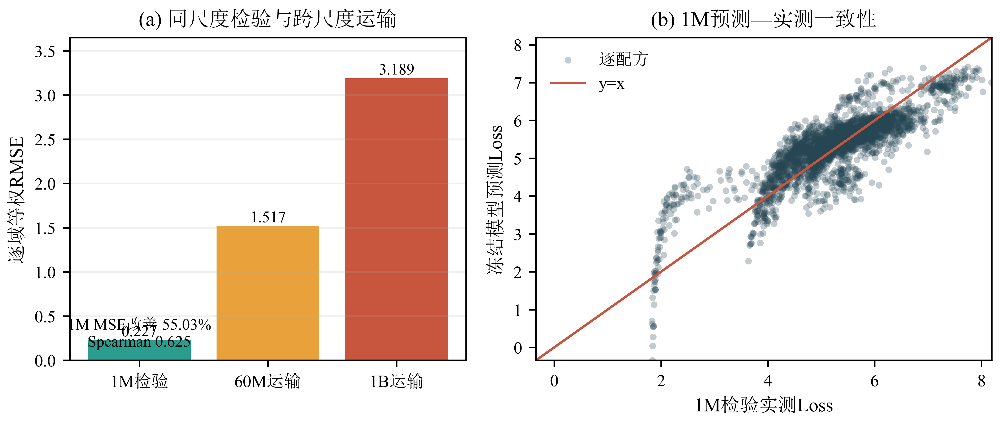 (a) 同尺度检验与跨尺度运输
逐域等权RMSE
3.5
3.0
2.5
2.0
1.5
1.0
0.5
0.0
3.189
1.517
1M MSE改善 55.03%
0.227
Spearman 0.625
1M检验
60M运输
1B运输
(b) 1M预测—实测一致性
冻结模型预测Loss
8
7
6
5
4
3
2
1
0
逐配方
y=x
0
2
4
6
8
1M检验实测Loss